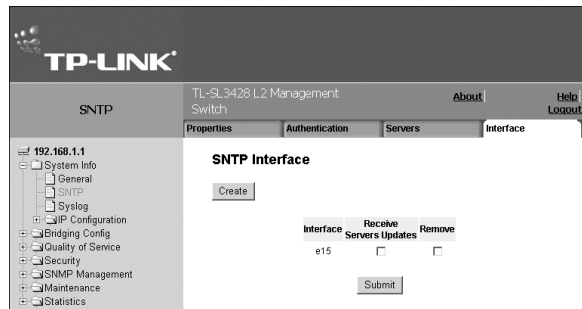 TP-LINK
SNTP
TL-SL3428 L2 Management
Switch
About
Help
Logout
Properties
Authentication
Servers
Interface
192.168.1.1
System Info
General
SNTP
Syslog
IP Configuration
Bridging Config
Quality of Service
Security
SNMP Management
Maintenance
Statistics
SNTP Interface
Create
Interface
Receive
Servers Updates
Remove
e15
Submit